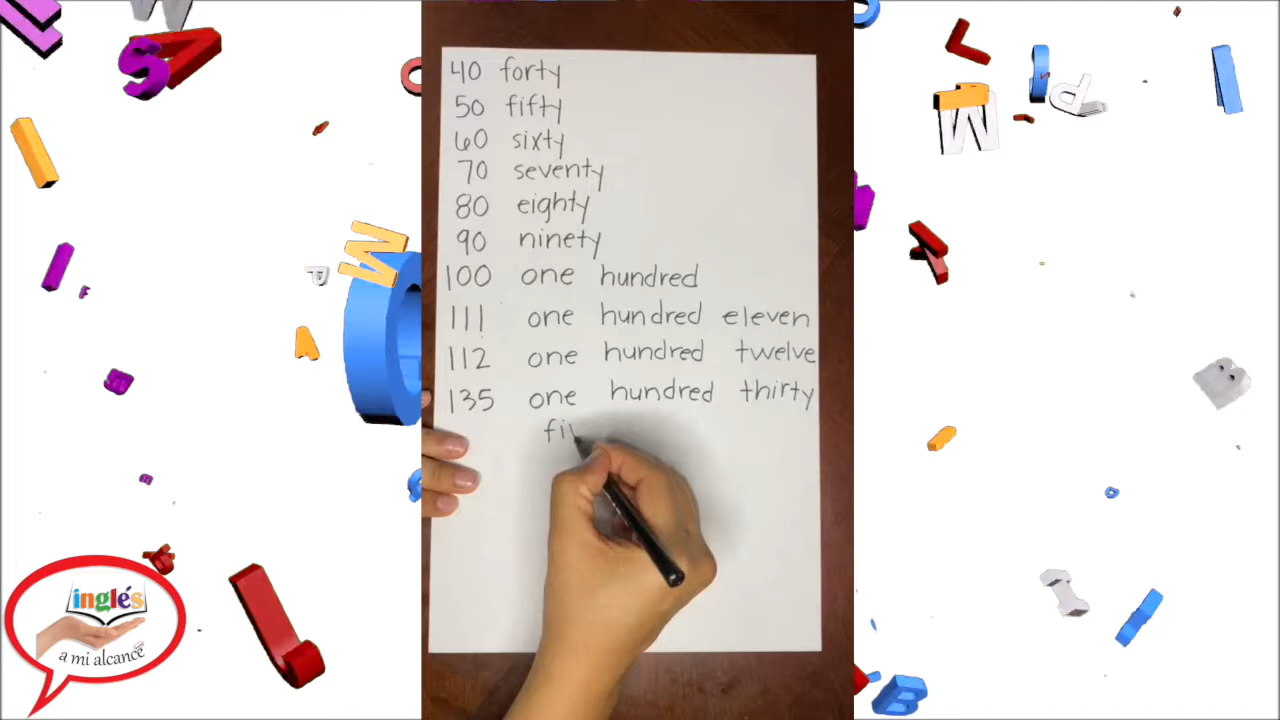 40 forty
50 fifty
60 sixty
70 seventy
80 eighty
90 ninety
100 one hundred
111 one hundred eleven
112 one hundred twelve
135 one hundred thirty
fiv
inglés
a mi alcance